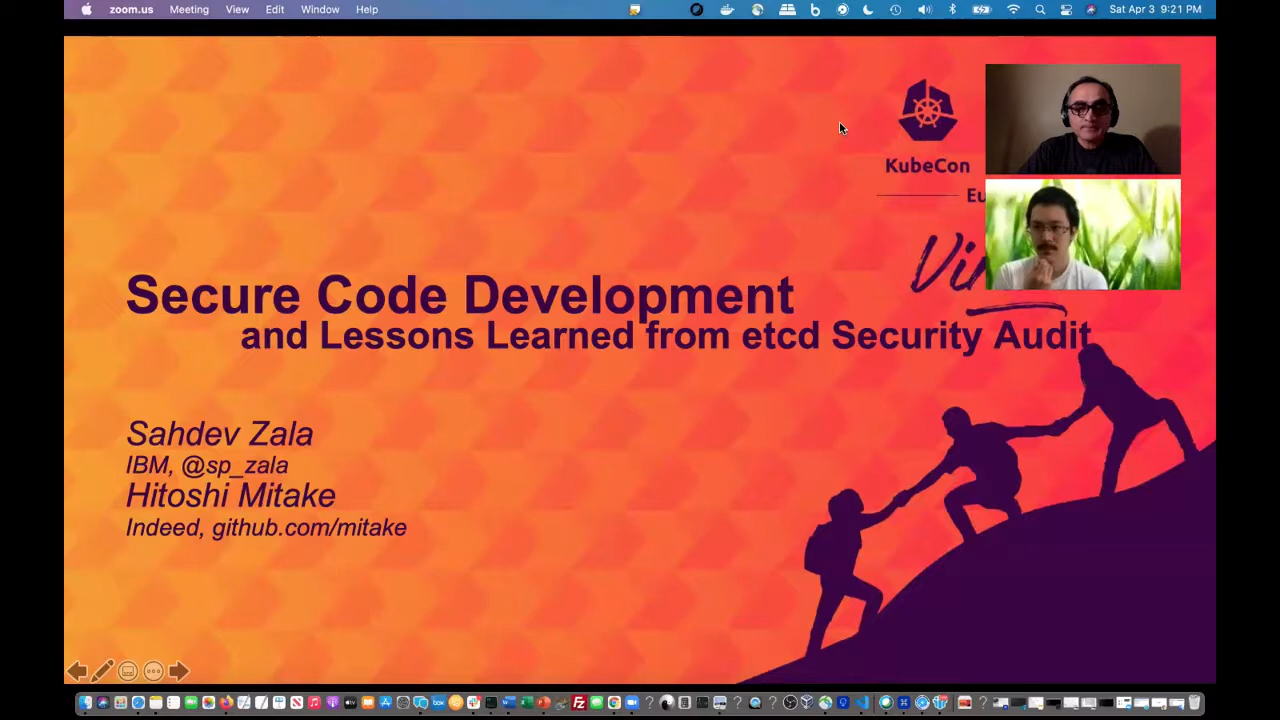 zoom.us Meeting View Edit Window Help Sat Apr 3 9:21 PM
KubeCon
Eu
Vi
Secure Code Development
and Lessons Learned from etcd Security Audit
Sahdev Zala
IBM, @sp_zala
Hitoshi Mitake
Indeed, github.com/mitake